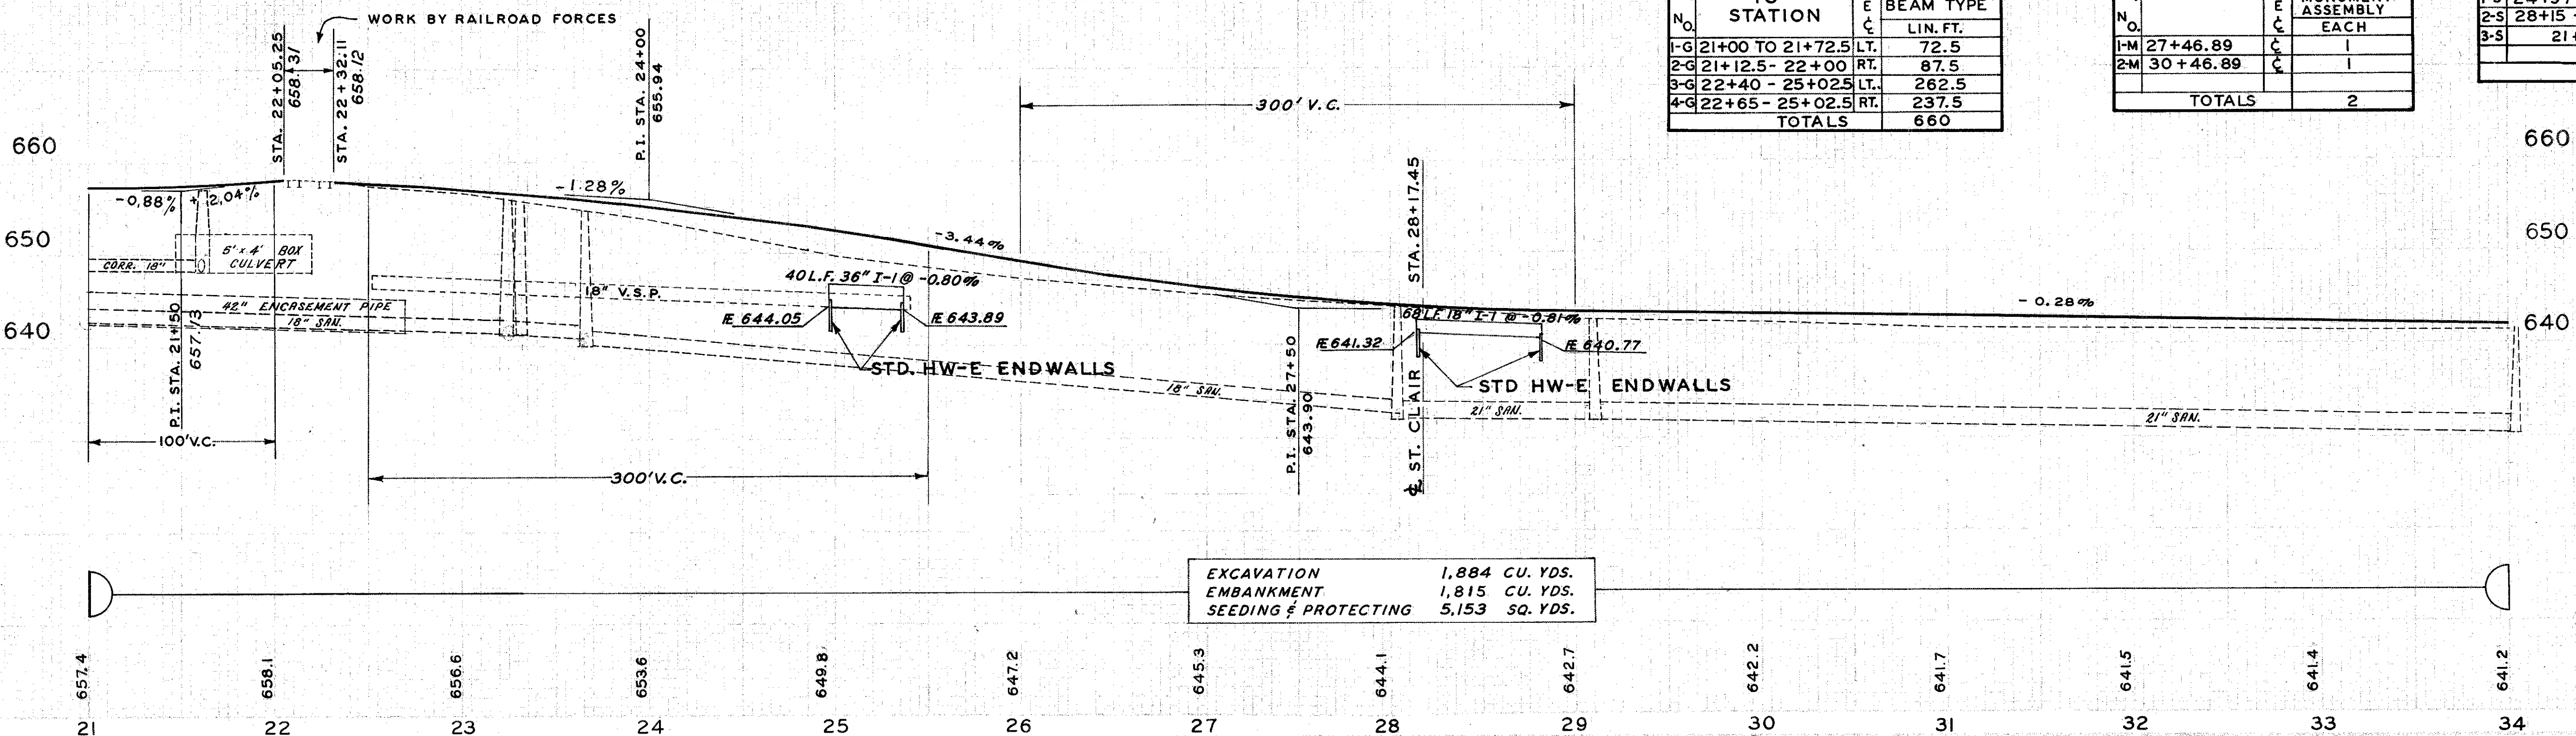 WORK BY RAILROAD FORCES
STA. 22+05.25
658.31
STA. 22+32.11
658.12
P.I. STA. 24+00
655.94
300' V.C.
STATION
BEAM TYPE
NO.
E
℄
LIN. FT.
1-G 21+00 TO 21+72.5 LT. 72.5
2-G 21+12.5- 22+00 RT. 87.5
3-G 22+40 - 25+02.5 LT. 262.5
4-G 22+65 - 25+02.5 RT. 237.5
TOTALS 660
NO.
E
℄
ASSEMBLY
EACH
1-M 27+46.89 ℄ 1
2-M 30+46.89 ℄ 1
TOTALS 2
2-S 28+15
3-S
660
660
650
650
640
640
-0.88%
+2.04%
-1.28%
-3.44%
-0.28%
5' x 4' BOX
CULVERT
CORR. 18"
42" ENCASEMENT PIPE
18" SAN.
18" V.S.P.
40 L.F. 36" I-1 @ -0.80%
Æ 644.05
Æ 643.89
STD. HW-E ENDWALLS
P.I. STA. 21+50
657.13
100' V.C.
300' V.C.
18" SAN.
P.I. STA. 27+50
643.90
℄ ST. CLAIR STA. 28+17.45
68 L.F. 18" I-1 @ -0.81%
Æ 641.32
Æ 640.77
STD HW-E ENDWALLS
21" SAN.
21" SAN.
EXCAVATION 1,884 CU. YDS.
EMBANKMENT 1,815 CU. YDS.
SEEDING & PROTECTING 5,153 SQ. YDS.
657.4 658.1 656.6 653.6 649.8 647.2 645.3 644.1 642.7 642.2 641.7 641.5 641.4 641.2
21 22 23 24 25 26 27 28 29 30 31 32 33 34